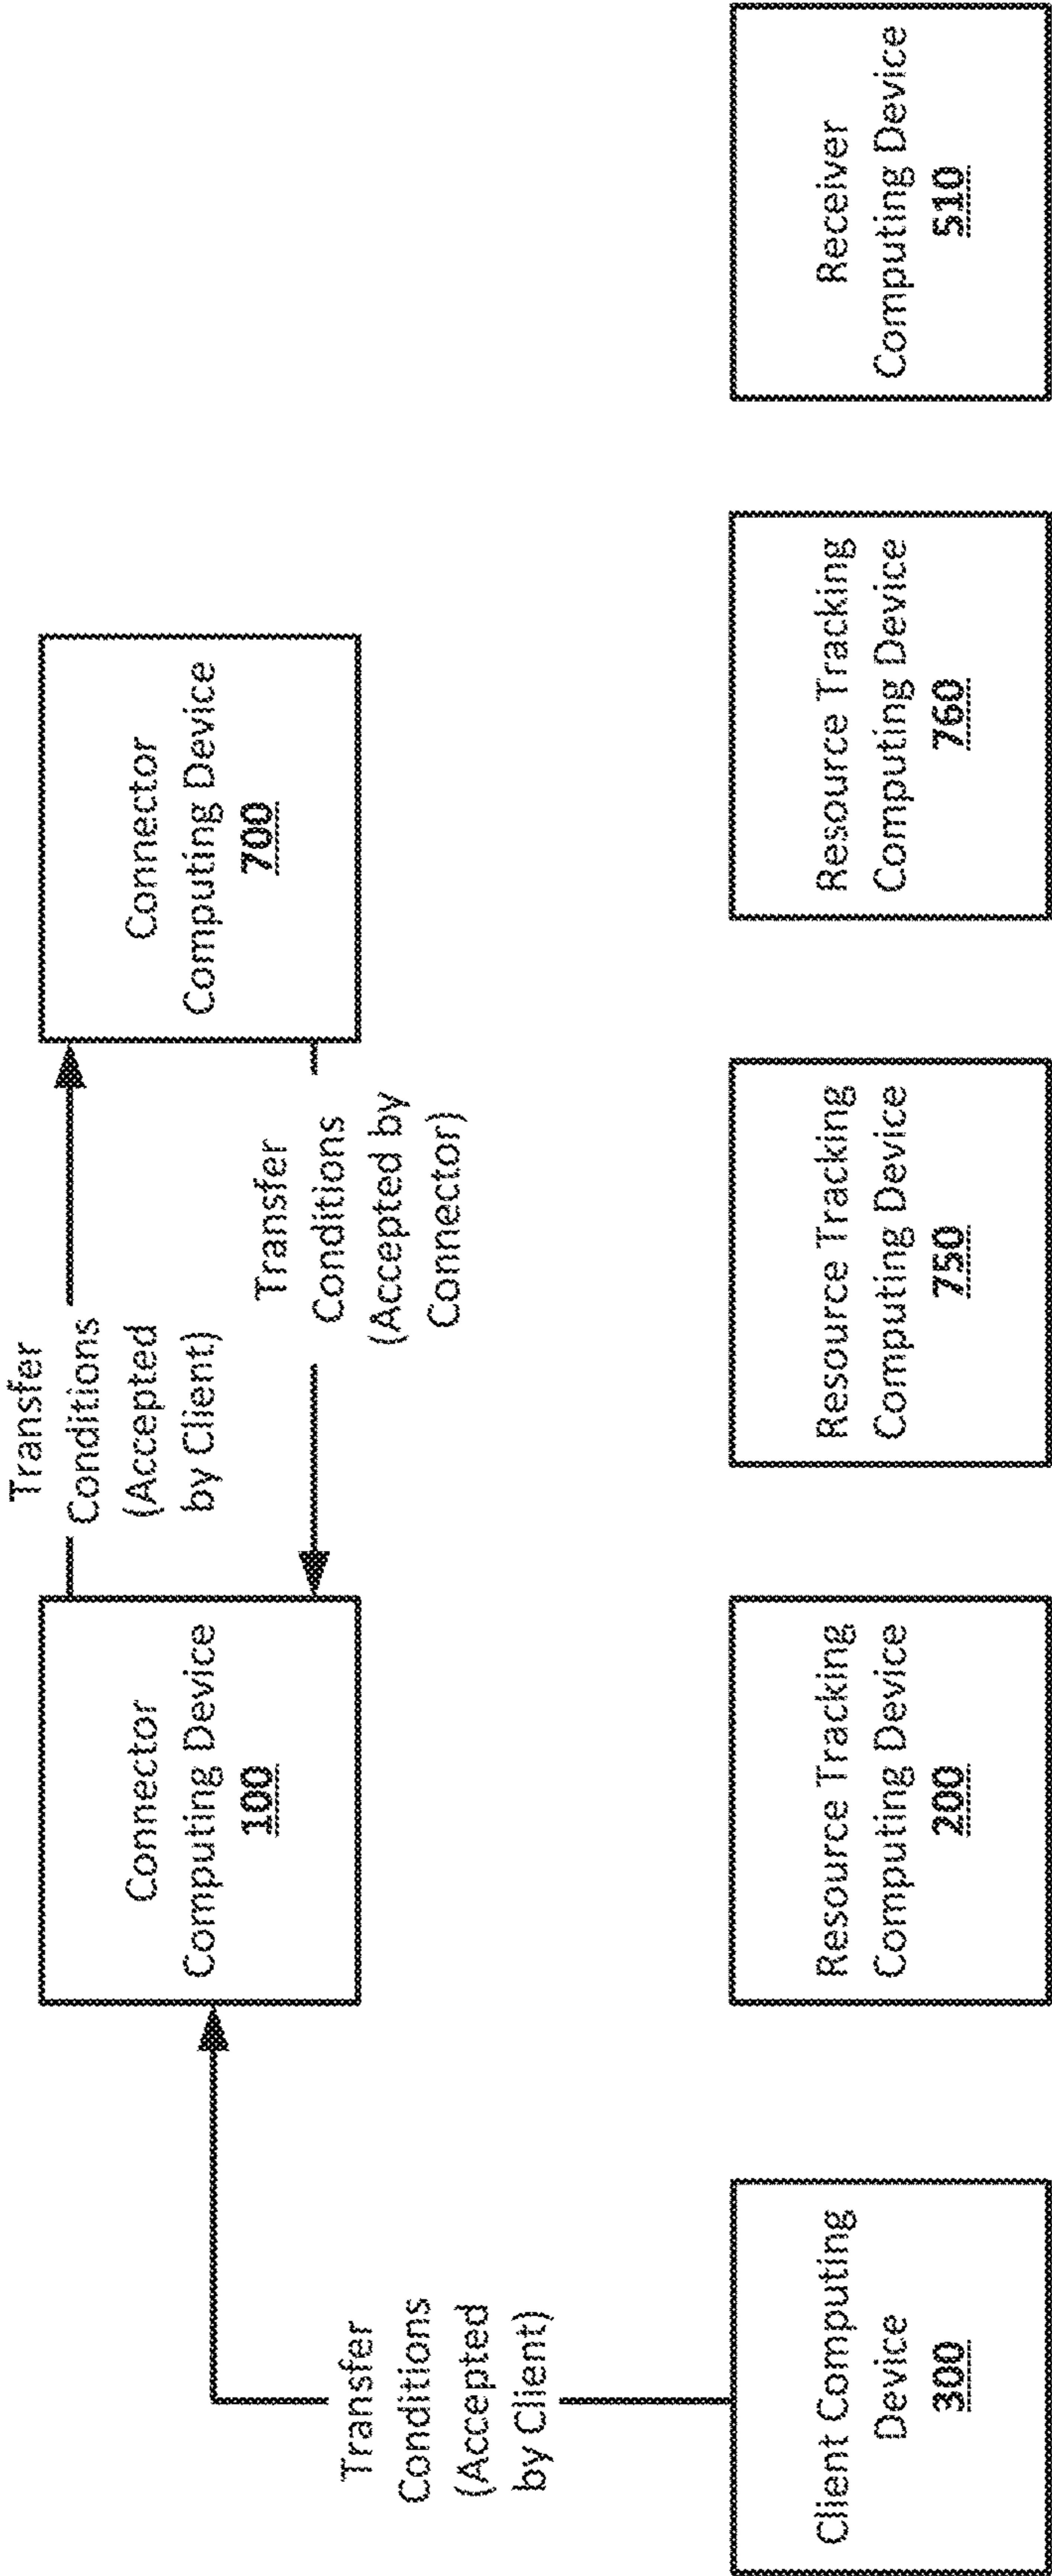 Transfer
Conditions
(Accepted
by Client)
Connector
Computing Device
100
Connector
Computing Device
700
Transfer
Conditions
(Accepted by
Connector)
Transfer
Conditions
(Accepted
by Client)
Client Computing
Device
300
Resource Tracking
Computing Device
200
Resource Tracking
Computing Device
750
Resource Tracking
Computing Device
760
Receiver
Computing Device
510